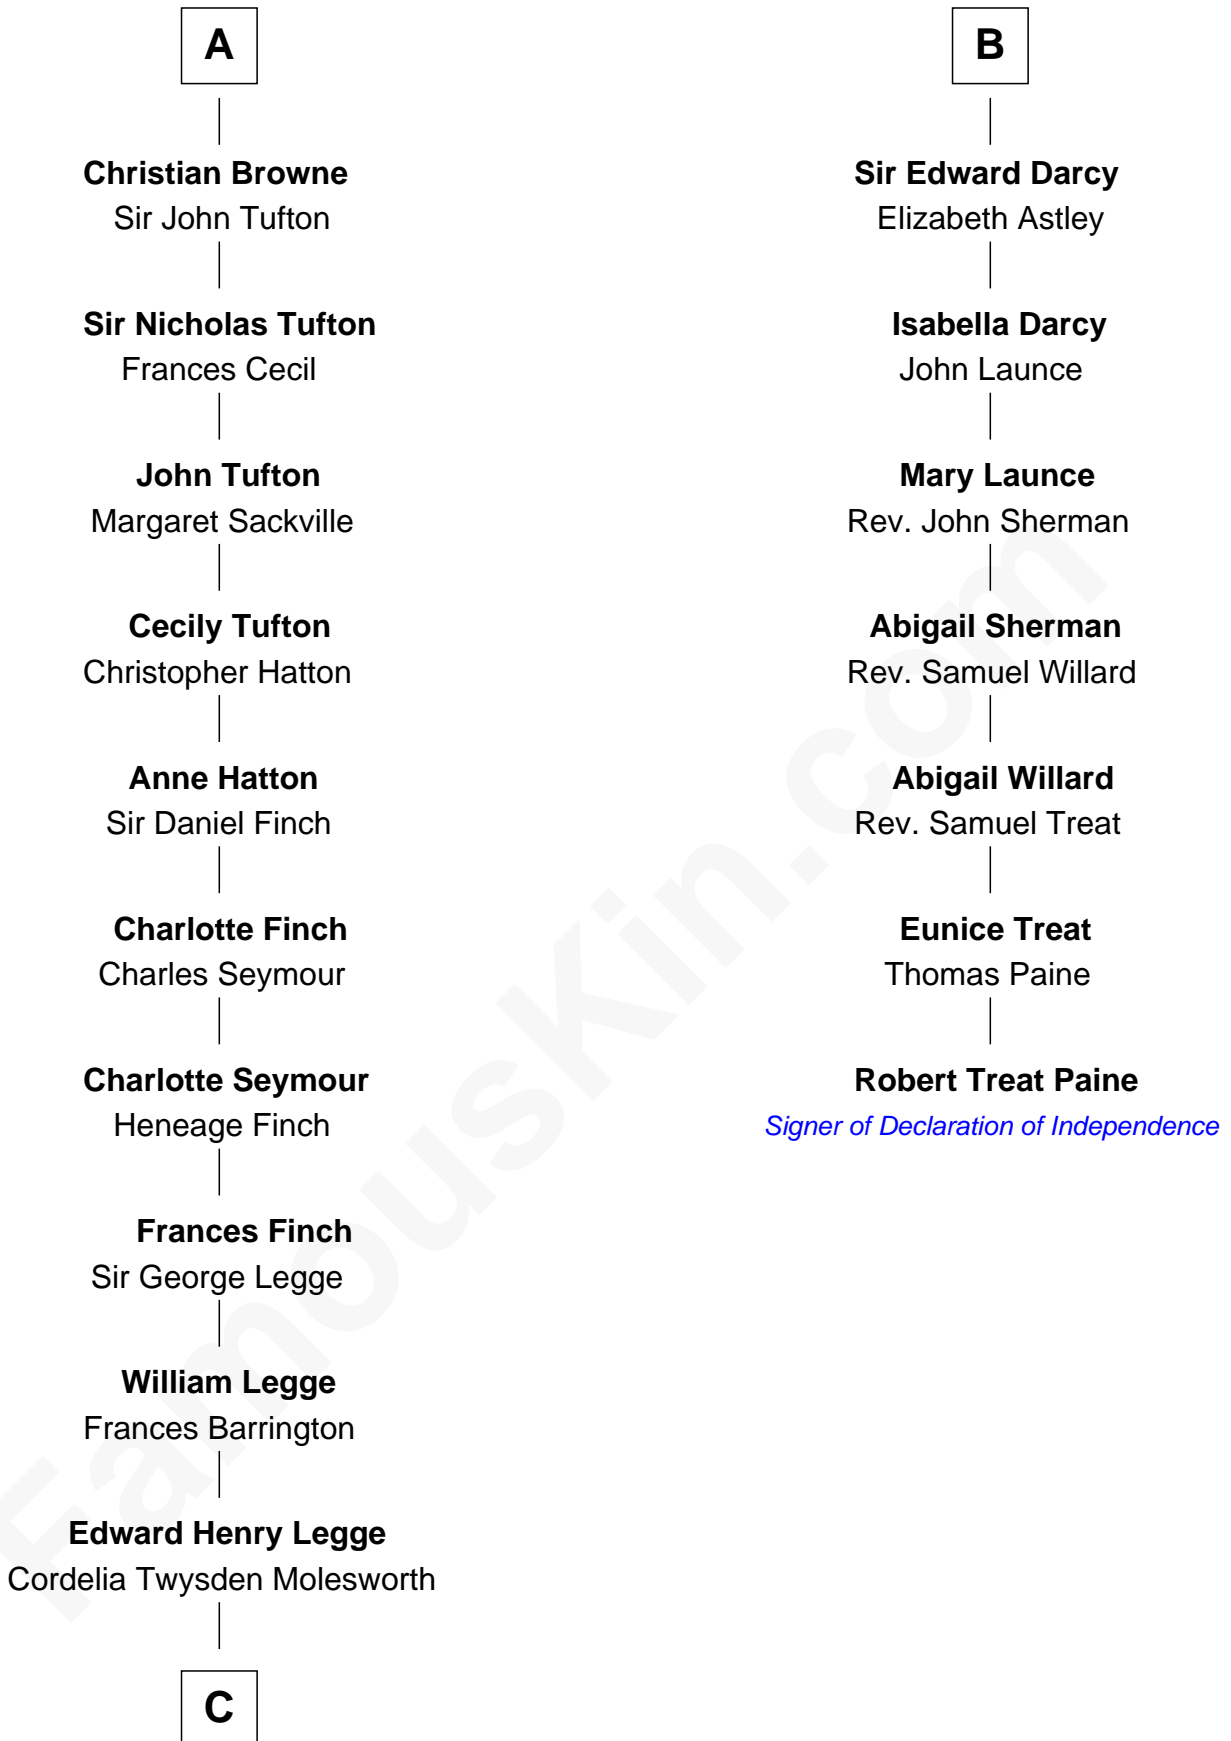 A
Christian Browne
Sir John Tufton
Sir Nicholas Tufton
Frances Cecil
John Tufton
Margaret Sackville
Cecily Tufton
Christopher Hatton
Anne Hatton
Sir Daniel Finch
Charlotte Finch
Charles Seymour
Charlotte Seymour
Heneage Finch
Frances Finch
Sir George Legge
William Legge
Frances Barrington
Edward Henry Legge
Cordelia Twysden Molesworth
C
B
Sir Edward Darcy
Elizabeth Astley
Isabella Darcy
John Launce
Mary Launce
Rev. John Sherman
Abigail Sherman
Rev. Samuel Willard
Abigail Willard
Rev. Samuel Treat
Eunice Treat
Thomas Paine
Robert Treat Paine
Signer of Declaration of Independence
FamousKin.com